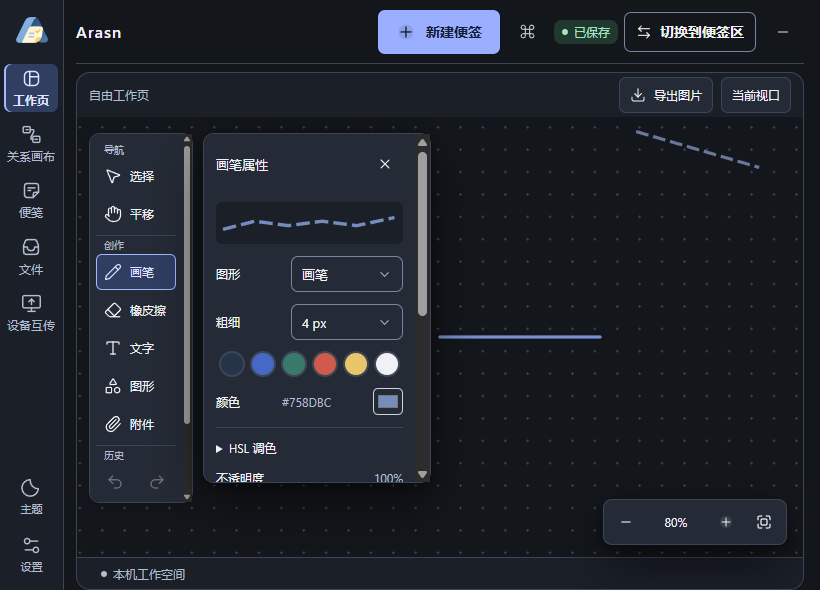 Arasn
新建便签
⌘
已保存
切换到便签区
工作页
关系画布
便笺
文件
设备互传
主题
设置
自由工作页
导出图片
当前视口
导航
选择
平移
创作
画笔
橡皮擦
文字
图形
附件
历史
画笔属性
图形 画笔
粗细 4 px
颜色 #758DBC
HSL 调色
不透明度 100%
80%
本机工作空间